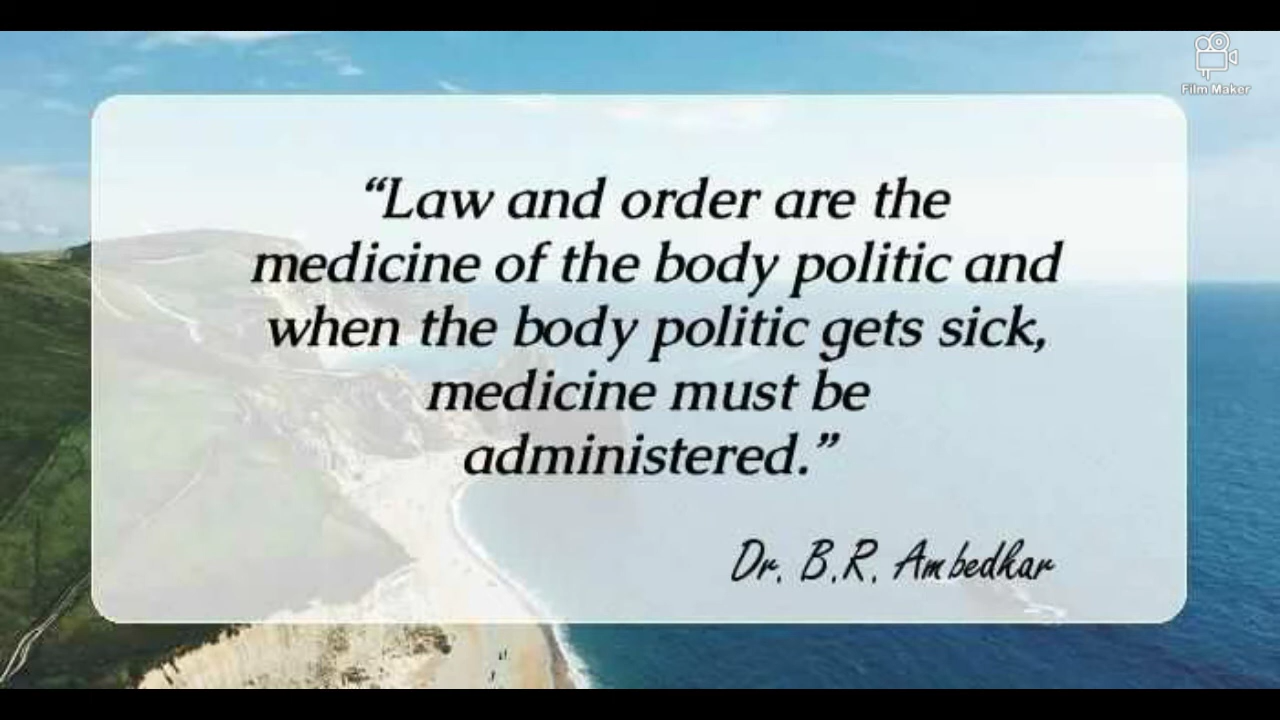 Film Maker
“Law and order are the
medicine of the body politic and
when the body politic gets sick,
medicine must be
administered.”
Dr. B.R. Ambedkar